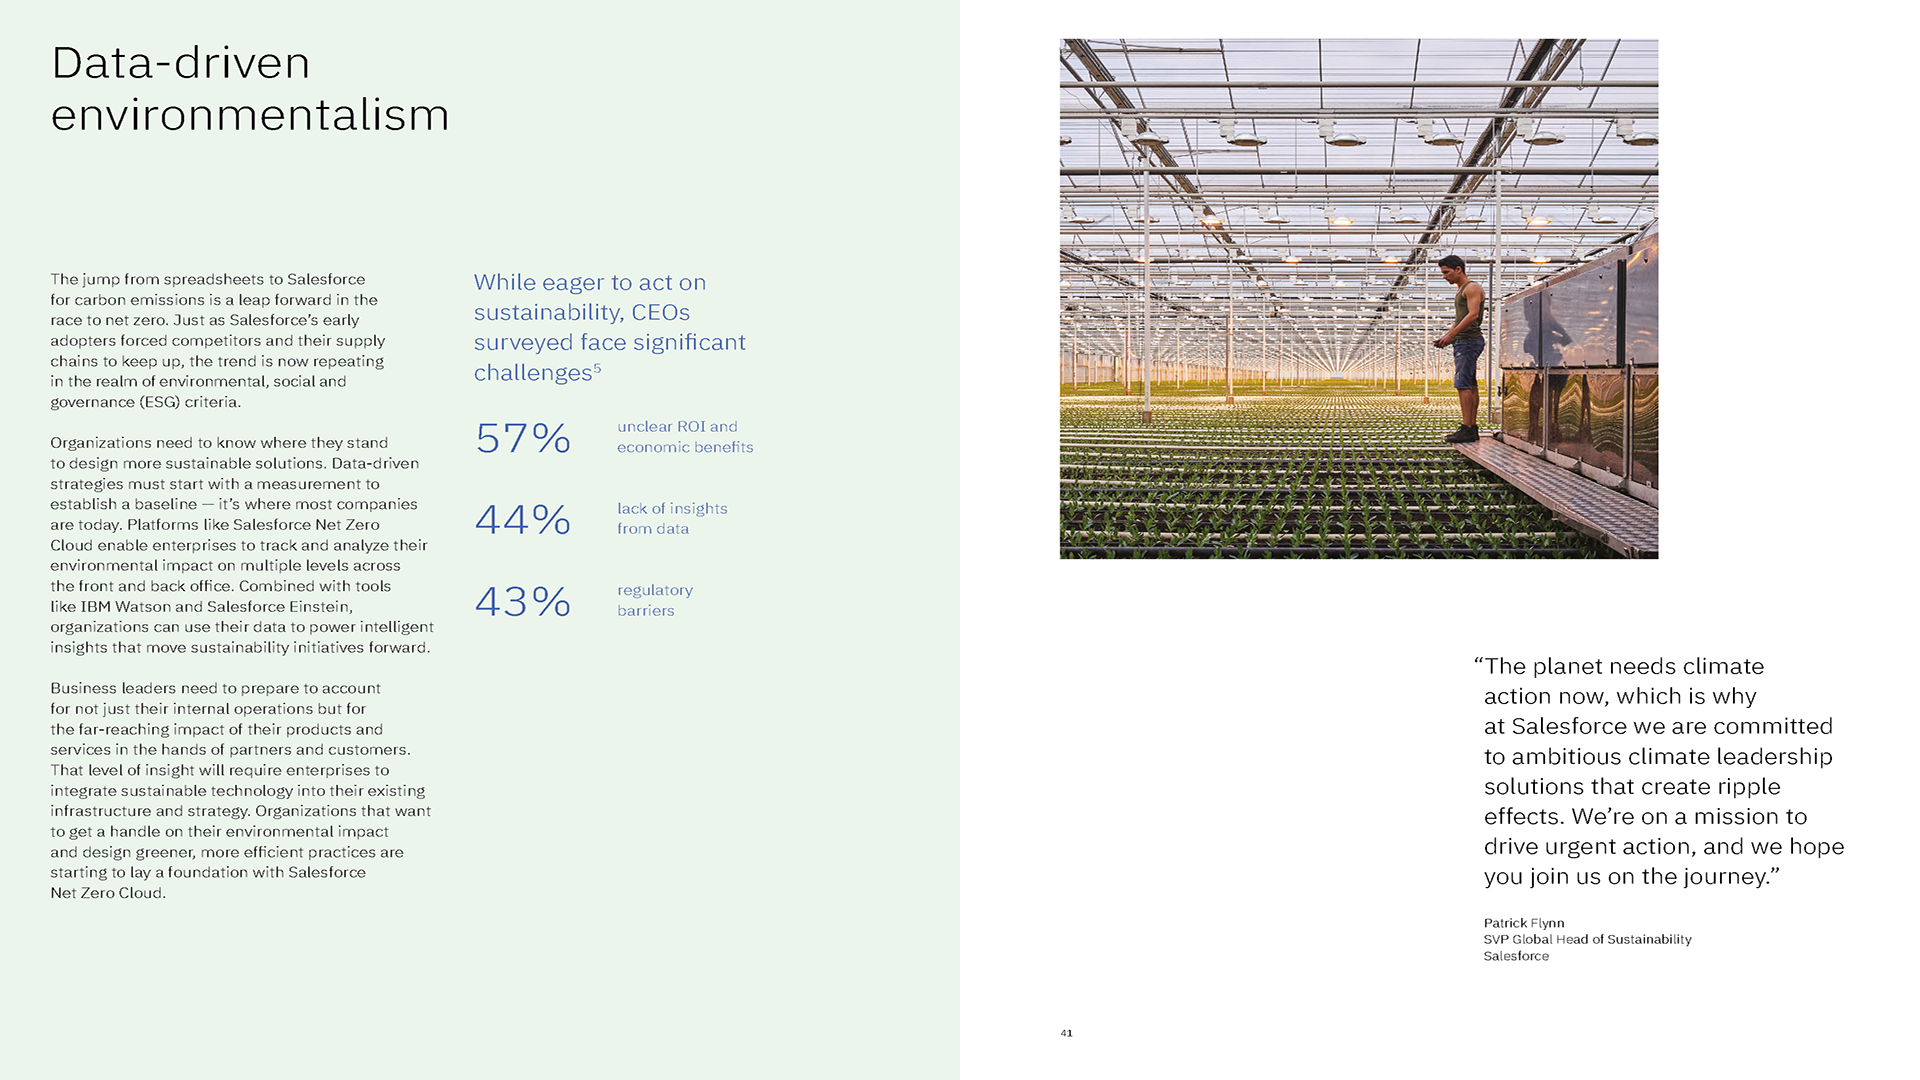 Data-driven
environmentalism
The jump from spreadsheets to Salesforce
for carbon emissions is a leap forward in the
race to net zero. Just as Salesforce’s early
adopters forced competitors and their supply
chains to keep up, the trend is now repeating
in the realm of environmental, social and
governance (ESG) criteria.
Organizations need to know where they stand
to design more sustainable solutions. Data-driven
strategies must start with a measurement to
establish a baseline — it’s where most companies
are today. Platforms like Salesforce Net Zero
Cloud enable enterprises to track and analyze their
environmental impact on multiple levels across
the front and back office. Combined with tools
like IBM Watson and Salesforce Einstein,
organizations can use their data to power intelligent
insights that move sustainability initiatives forward.
Business leaders need to prepare to account
for not just their internal operations but for
the far-reaching impact of their products and
services in the hands of partners and customers.
That level of insight will require enterprises to
integrate sustainable technology into their existing
infrastructure and strategy. Organizations that want
to get a handle on their environmental impact
and design greener, more efficient practices are
starting to lay a foundation with Salesforce
Net Zero Cloud.
While eager to act on
sustainability, CEOs
surveyed face significant
challenges⁵
57%
unclear ROI and
economic benefits
44%
lack of insights
from data
43%
regulatory
barriers
“The planet needs climate
action now, which is why
at Salesforce we are committed
to ambitious climate leadership
solutions that create ripple
effects. We’re on a mission to
drive urgent action, and we hope
you join us on the journey.”
Patrick Flynn
SVP Global Head of Sustainability
Salesforce
41